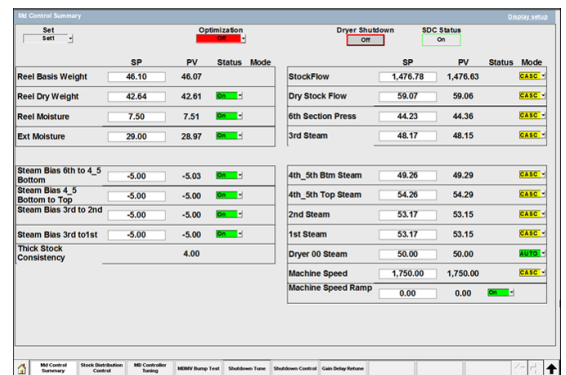 Md Control Summary Display setup
Set Optimization Dryer Shutdown SDC Status
Set1 Off Off On
SP PV Status Mode SP PV Status Mode
Reel Basis Weight 46.10 46.07 StockFlow 1,476.78 1,476.63 CASC
Reel Dry Weight 42.64 42.61 On Dry Stock Flow 59.07 59.06 CASC
Reel Moisture 7.50 7.51 On 6th Section Press 44.23 44.36 CASC
Ext Moisture 29.00 28.97 On 3rd Steam 48.17 48.15 CASC
Steam Bias 6th to 4_5
Bottom -5.00 -5.03 On 4th_5th Btm Steam 49.26 49.29 CASC
Steam Bias 4_5
Bottom to Top -5.00 -5.00 On 4th_5th Top Steam 54.26 54.29 CASC
Steam Bias 3rd to 2nd -5.00 -5.00 On 2nd Steam 53.17 53.15 CASC
Steam Bias 3rd to1st -5.00 -5.00 On 1st Steam 53.17 53.15 CASC
Thick Stock
Consistency 4.00 Dryer 00 Steam 50.00 50.00 AUTO
Machine Speed 1,750.00 1,750.00 CASC
Machine Speed Ramp 0.00 0.00 On
Md Control Summary Stock Distribution Control MD Controller Tuning MDMV Bump Test Shutdown Tune Shutdown Control Gain Delay Retune